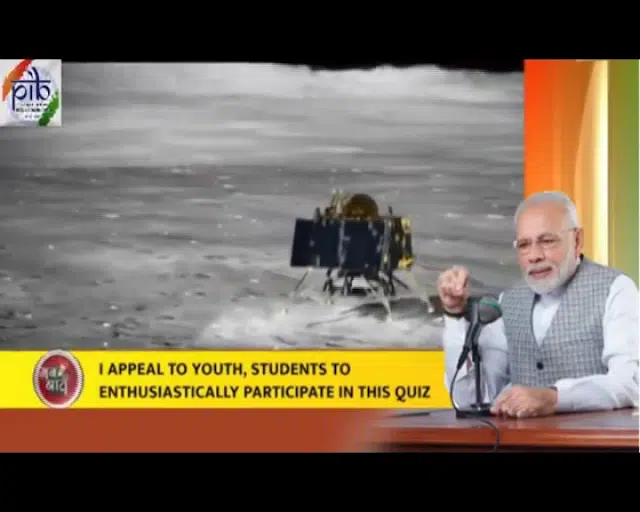 pib
I APPEAL TO YOUTH, STUDENTS TO
ENTHUSIASTICALLY PARTICIPATE IN THIS QUIZ